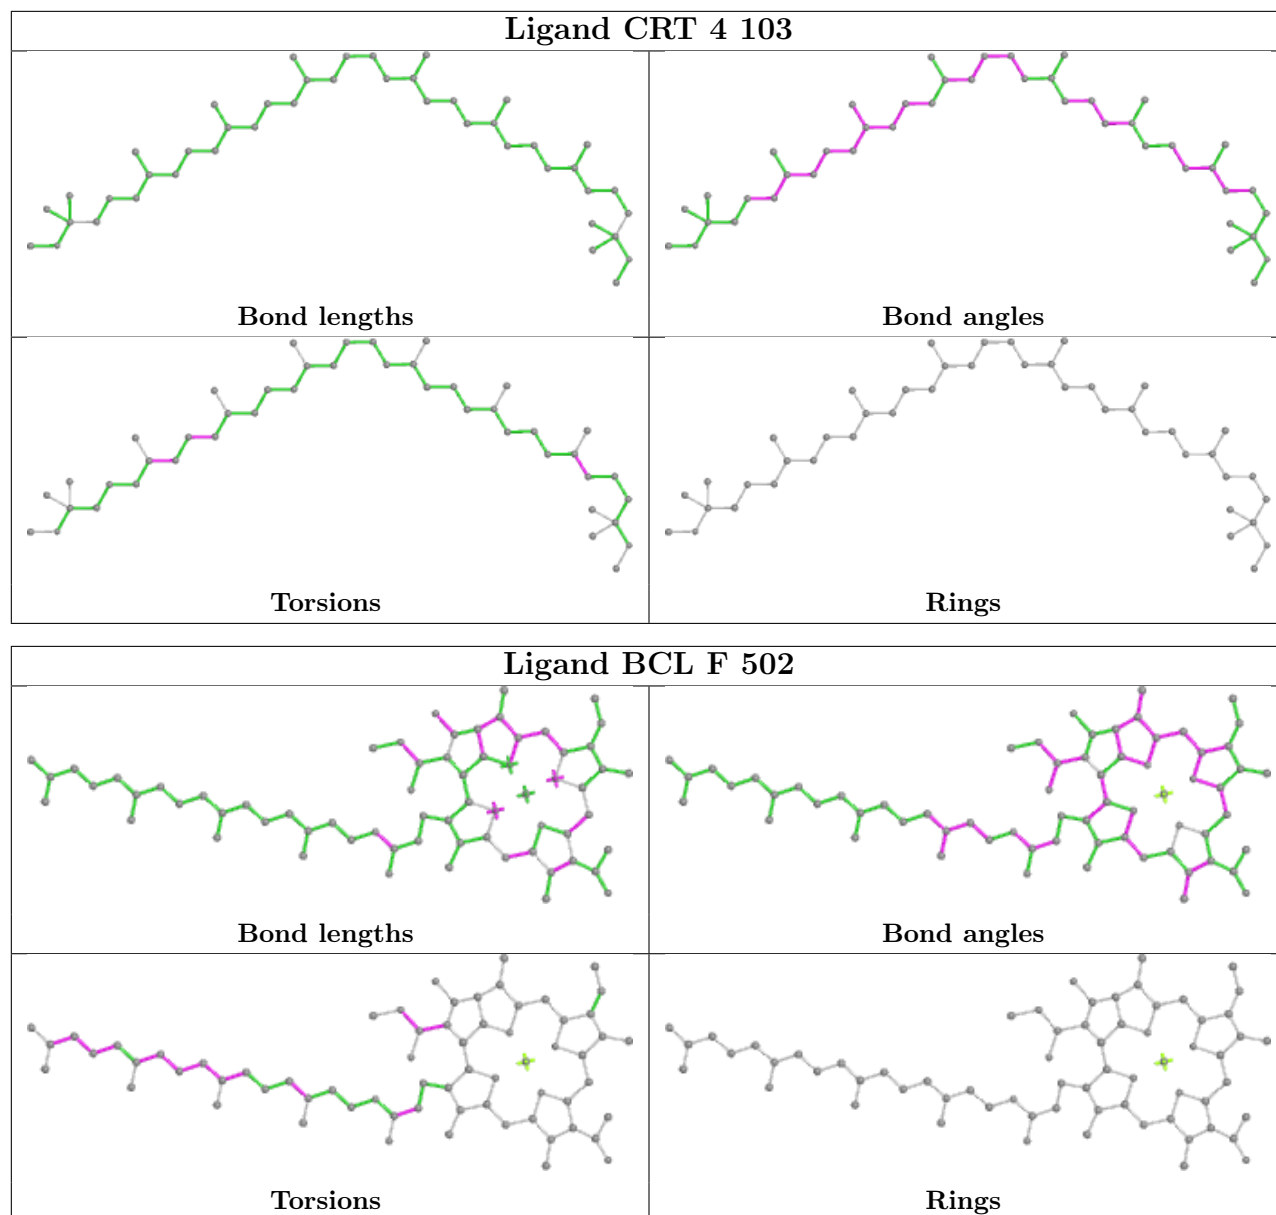 Ligand CRT 4 103
Bond lengths
Bond angles
Torsions
Rings
Ligand BCL F 502
Bond lengths
Bond angles
Torsions
Rings